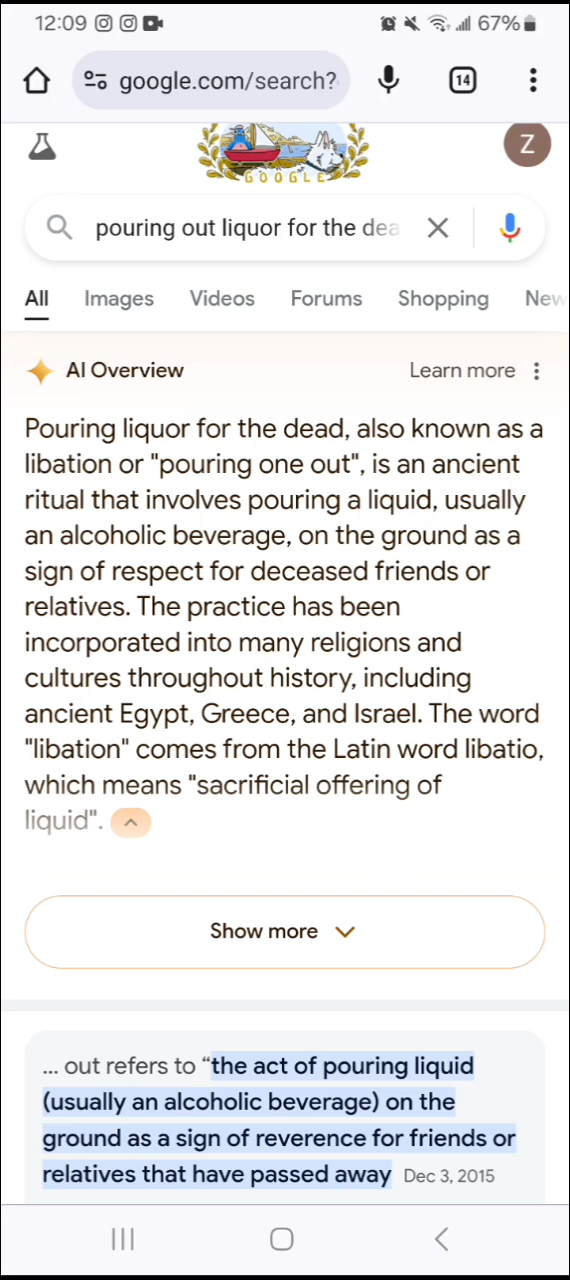 12:09 67%
google.com/search? 14
GOOGLE Z
pouring out liquor for the dea
All Images Videos Forums Shopping New
AI Overview Learn more
Pouring liquor for the dead, also known as a
libation or "pouring one out", is an ancient
ritual that involves pouring a liquid, usually
an alcoholic beverage, on the ground as a
sign of respect for deceased friends or
relatives. The practice has been
incorporated into many religions and
cultures throughout history, including
ancient Egypt, Greece, and Israel. The word
"libation" comes from the Latin word libatio,
which means "sacrificial offering of
liquid".
Show more
... out refers to “the act of pouring liquid
(usually an alcoholic beverage) on the
ground as a sign of reverence for friends or
relatives that have passed away Dec 3, 2015